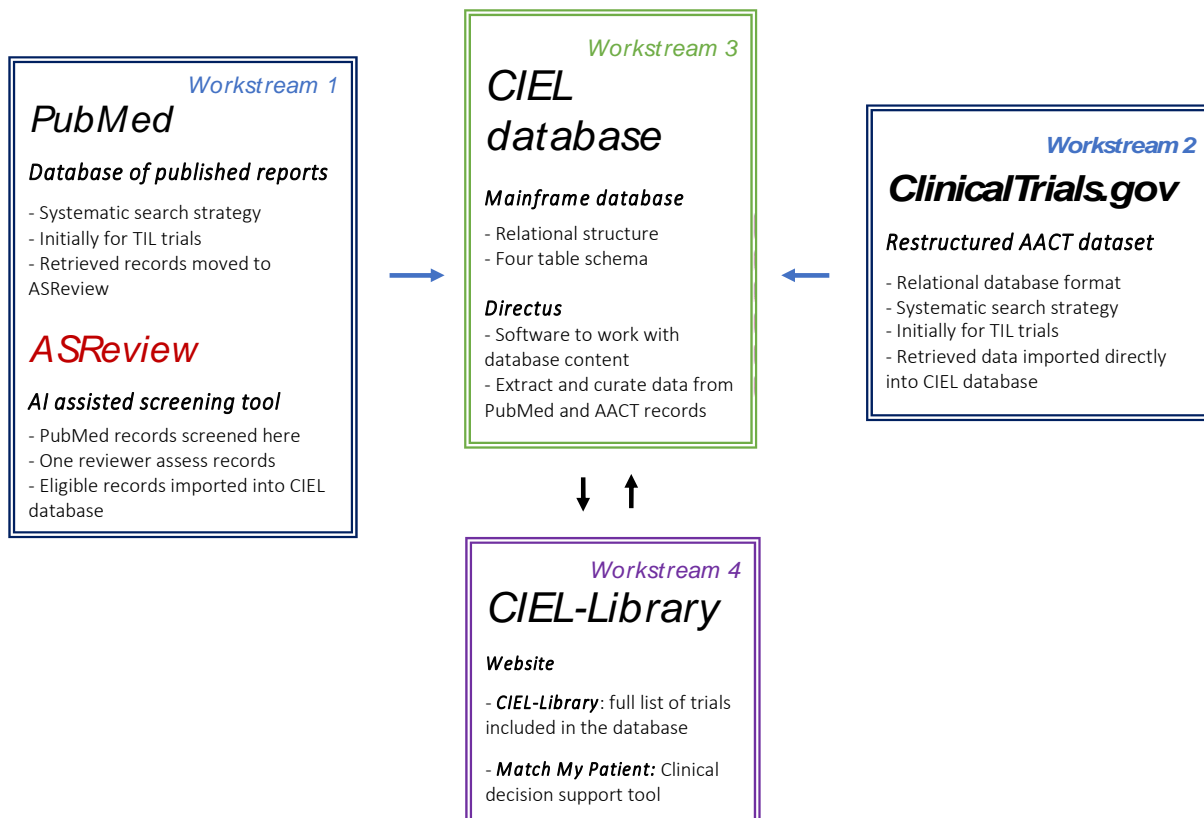 Workstream 1
PubMed
Database of published reports
- Systematic search strategy
- Initially for TIL trials
- Retrieved records moved to
ASReview
ASReview
AI assisted screening tool
- PubMed records screened here
- One reviewer assess records
- Eligible records imported into CIEL
database
Workstream 3
CIEL
database
Mainframe database
- Relational structure
- Four table schema
Directus
- Software to work with
database content
- Extract and curate data from
PubMed and AACT records
Workstream 2
ClinicalTrials.gov
Restructured AACT dataset
- Relational database format
- Systematic search strategy
- Initially for TIL trials
- Retrieved data imported directly
into CIEL database
Workstream 4
CIEL-Library
Website
- CIEL-Library: full list of trials
included in the database
- Match My Patient: Clinical
decision support tool